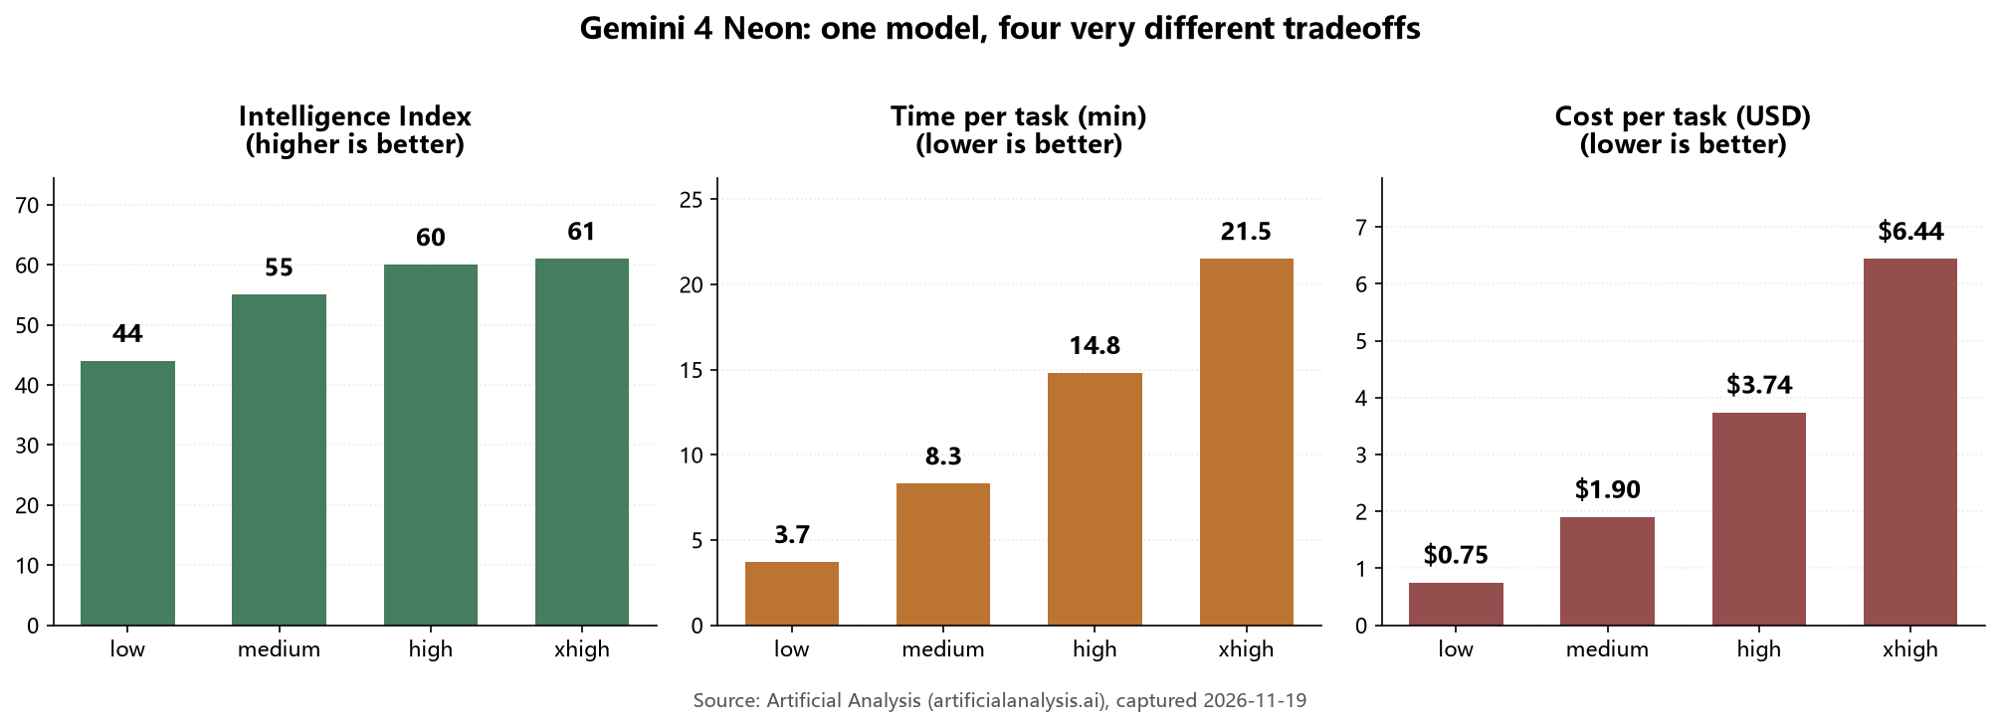 Gemini 4 Neon: one model, four very different tradeoffs
Intelligence Index
(higher is better)
70
60
50
40
30
20
10
0
44
55
60
61
low
medium
high
xhigh
Time per task (min)
(lower is better)
25
20
15
10
5
0
3.7
8.3
14.8
21.5
low
medium
high
xhigh
Cost per task (USD)
(lower is better)
7
6
5
4
3
2
1
0
$0.75
$1.90
$3.74
$6.44
low
medium
high
xhigh
Source: Artificial Analysis (artificialanalysis.ai), captured 2026-11-19